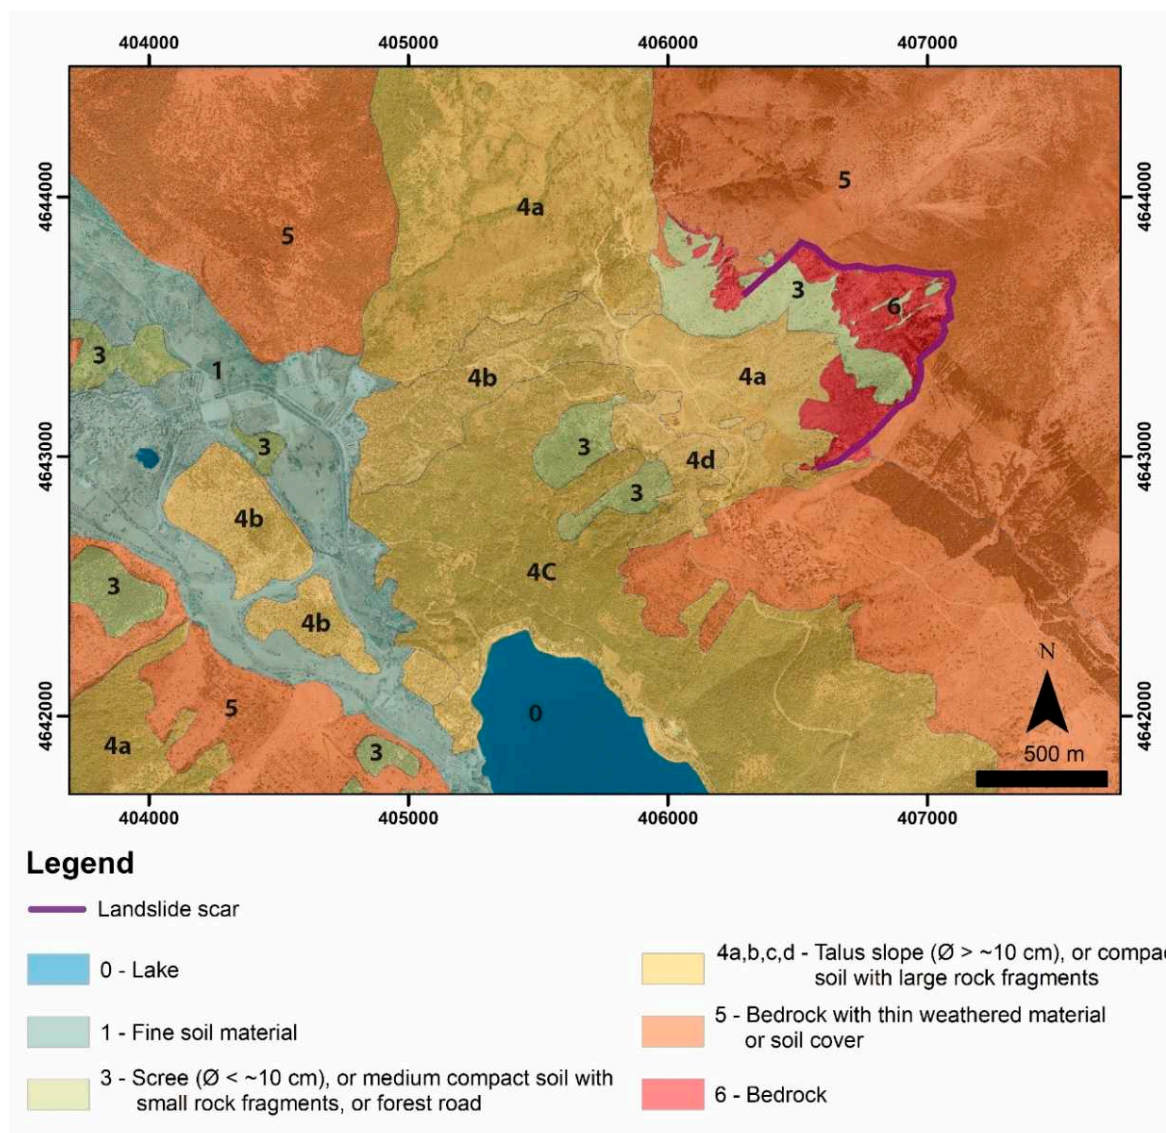 404000 405000 406000 407000
4644000 4644000
5
4a
5
3
6
3
1
4b
4a
3
3
4d
4643000 4643000
3
4b
4C
3
4b
N
5
0
4642000 4642000
4a
3
500 m
404000 405000 406000 407000
Legend
Landslide scar
0 - Lake
1 - Fine soil material
3 - Scree (Ø < ~10 cm), or medium compact soil with
small rock fragments, or forest road
4a,b,c,d - Talus slope (Ø > ~10 cm), or compac
soil with large rock fragments
5 - Bedrock with thin weathered material
or soil cover
6 - Bedrock